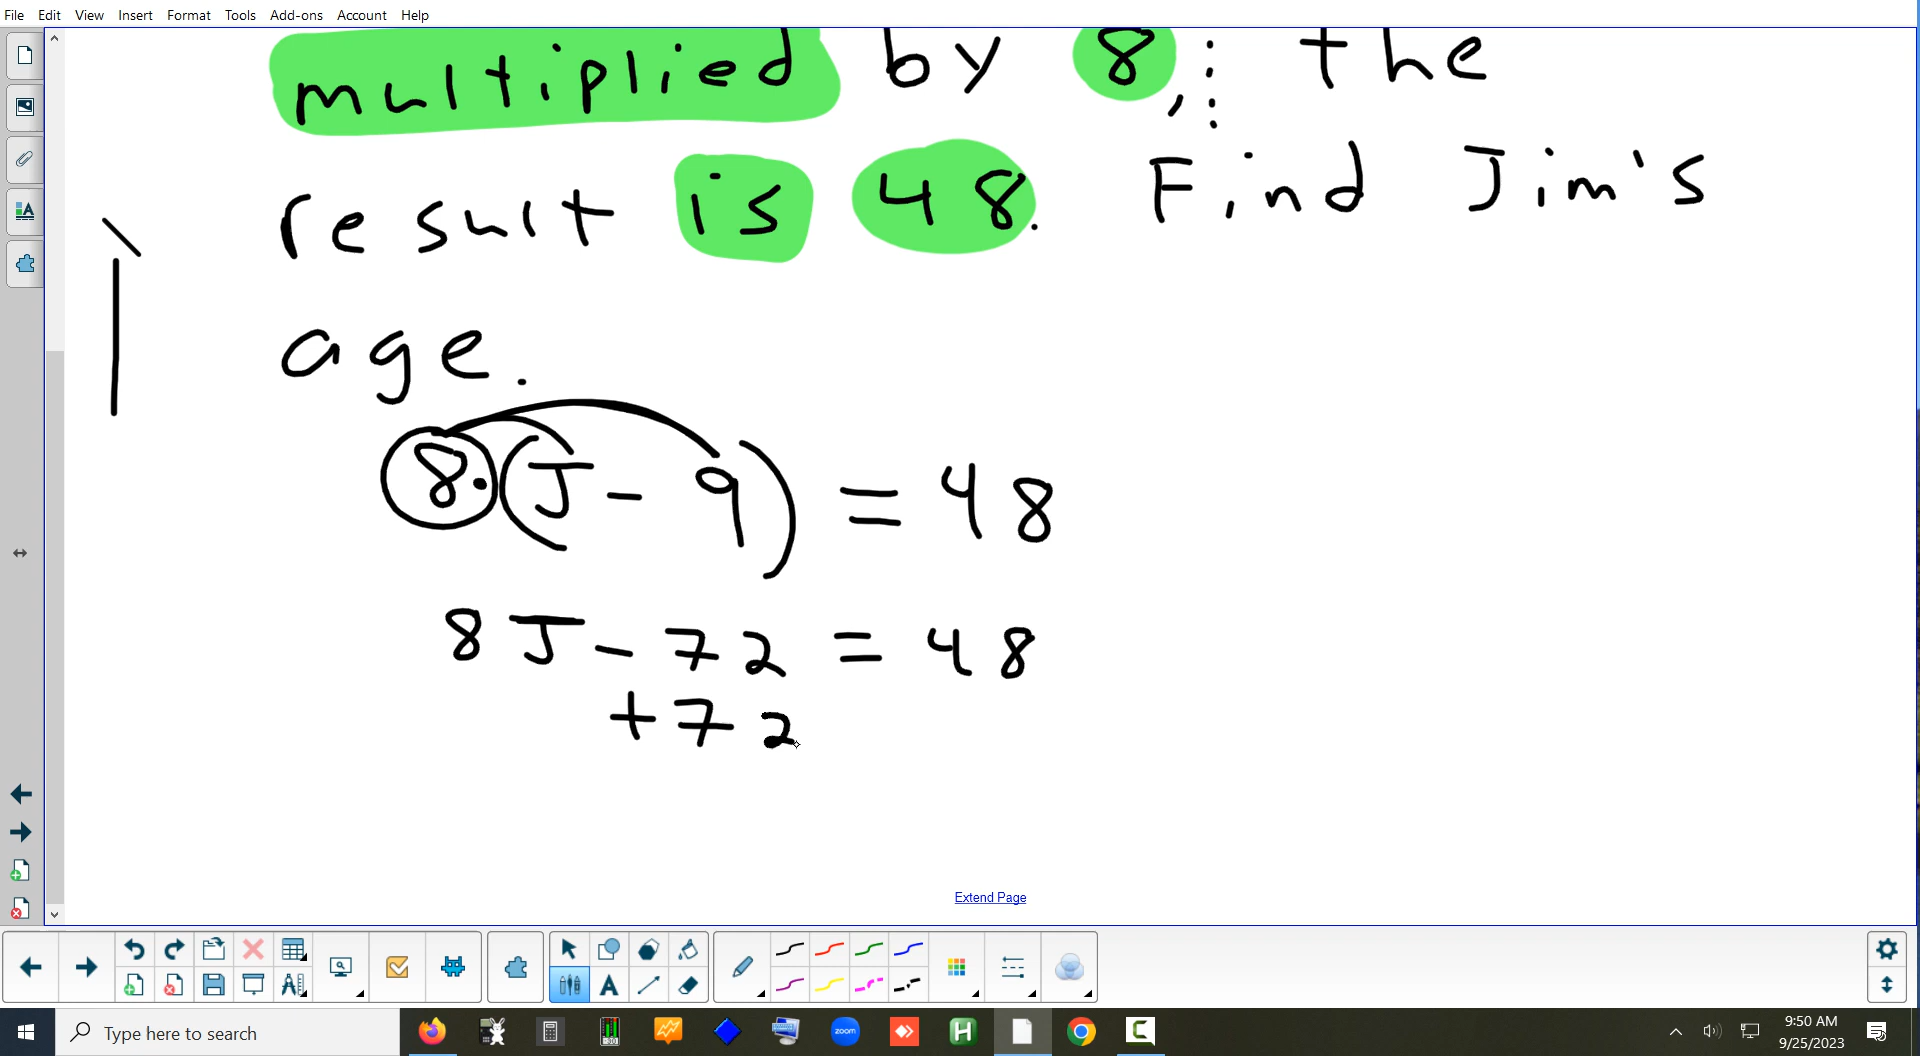 File Edit View Insert Format Tools Add-ons Account Help
multiplied by 8, the
result is 48. Find Jim's
age.
8·(J-9) = 48
8J-72 = 48
+72
Extend Page
Type here to search
zoom
9:50 AM
9/25/2023